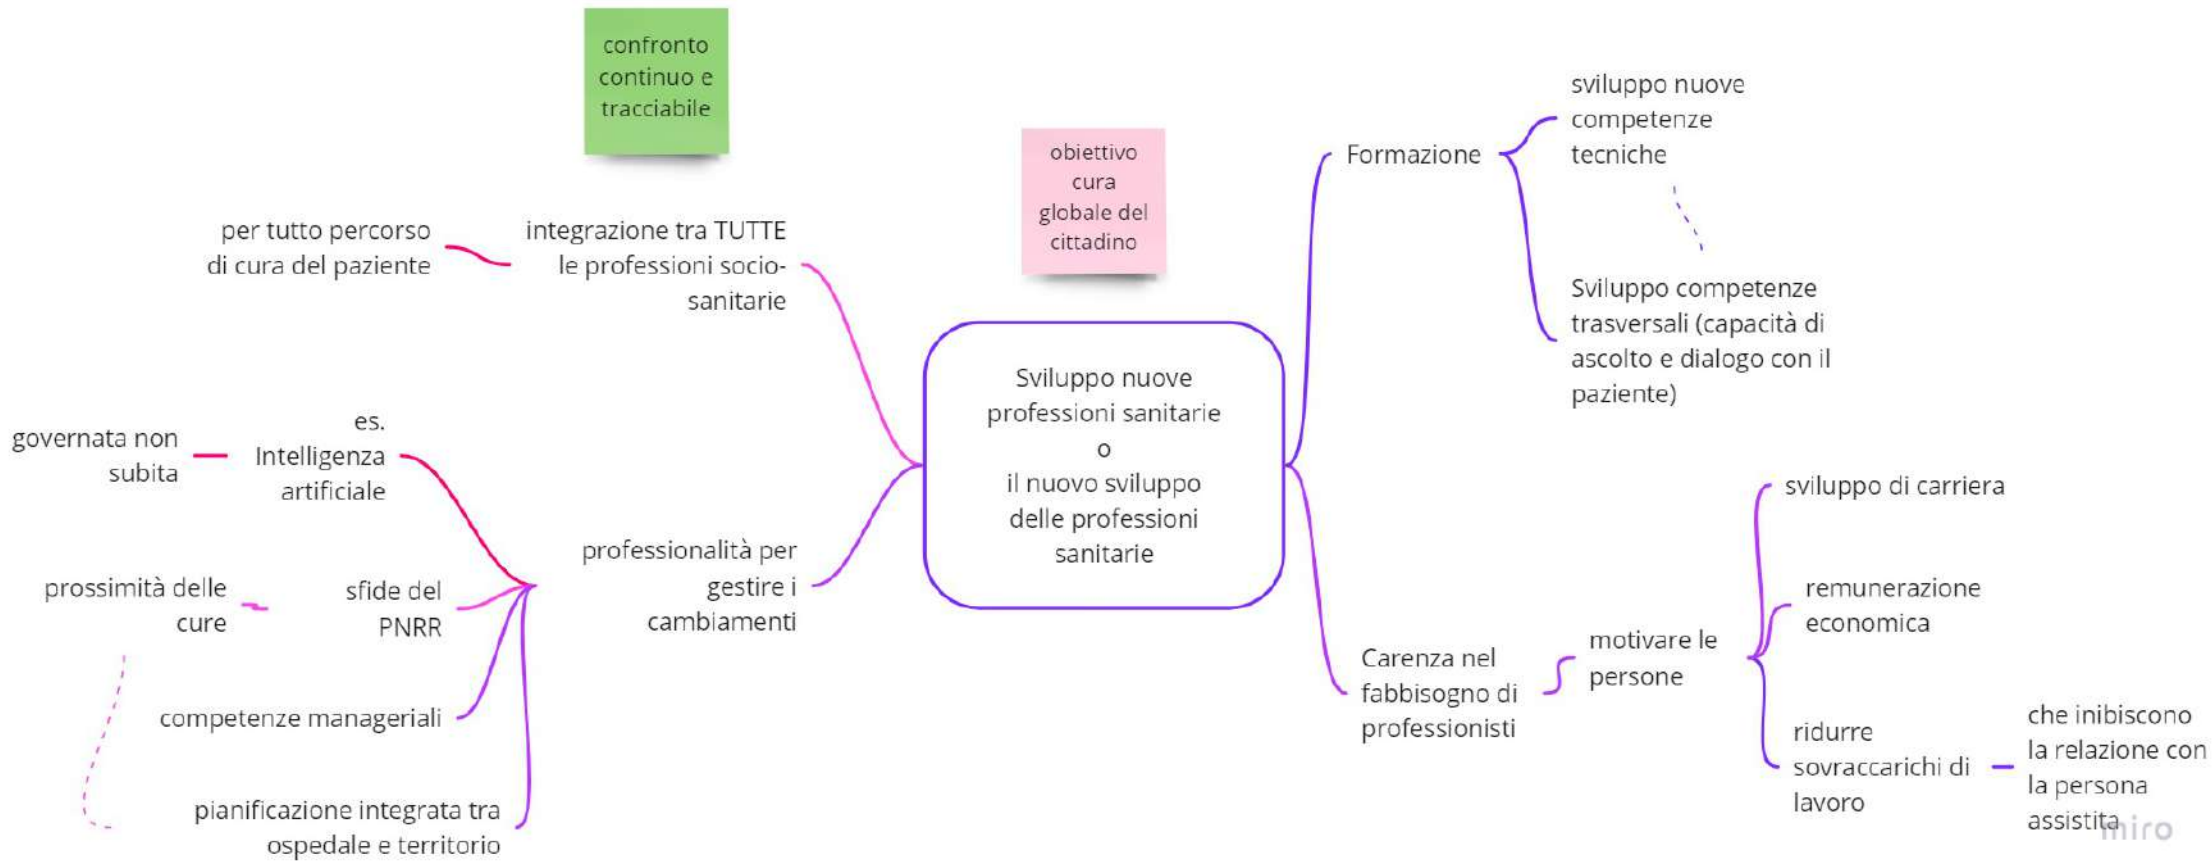 confronto
continuo e
tracciabile
obiettivo
cura
globale del
cittadino
per tutto percorso
di cura del paziente
integrazione tra TUTTE
le professioni socio-
sanitarie
governata non
subita
es.
Intelligenza
artificiale
prossimità delle
cure
sfide del
PNRR
competenze manageriali
pianificazione integrata tra
ospedale e territorio
professionalità per
gestire i
cambiamenti
Sviluppo nuove
professioni sanitarie
o
il nuovo sviluppo
delle professioni
sanitarie
Formazione
sviluppo nuove
competenze
tecniche
Sviluppo competenze
trasversali (capacità di
ascolto e dialogo con il
paziente)
Carenza nel
fabbisogno di
professionisti
motivare le
persone
sviluppo di carriera
remunerazione
economica
ridurre
sovraccarichi di
lavoro
che inibiscono
la relazione con
la persona
assistita
miro